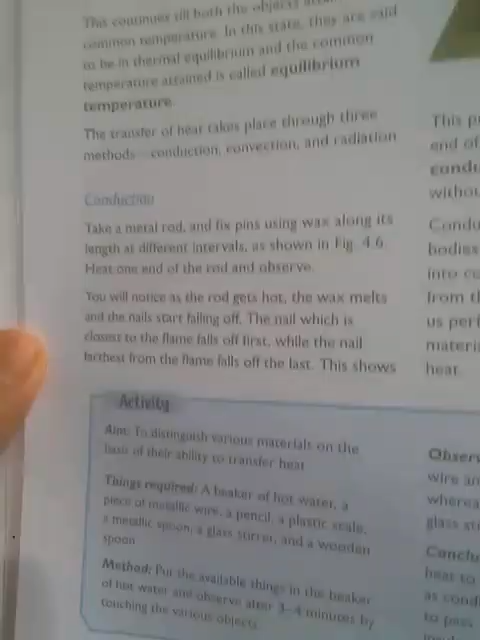 This continues till both the objects
common temperature. In this state, they are said
to be in thermal equilibrium and the common
temperature attained is called equilibrium
temperature.
The transfer of heat takes place through three
methods—conduction, convection, and radiation
Conduction
Take a metal rod, and fix pins using wax along its
length at different intervals, as shown in Fig. 4.6.
Heat one end of the rod and observe.
You will notice as the rod gets hot, the wax melts
and the nails start falling off. The nail which is
closest to the flame falls off first, while the nail
farthest from the flame falls off the last. This shows
Activity
Aim: To distinguish various materials on the
basis of their ability to transfer heat
Things required: A beaker of hot water, a
piece of metallic wire, a pencil, a plastic scale,
a metallic spoon, a glass stirrer, and a wooden
spoon
Method: Put the available things in the beaker
of hot water and observe after 3–4 minutes by
touching the various objects.
This
end of
witho
Condu
bodies
into co
from t
us per
materi
heat.
Observ
wire an
wherea
glass sti
Conclu
heat to
as condu
to pass